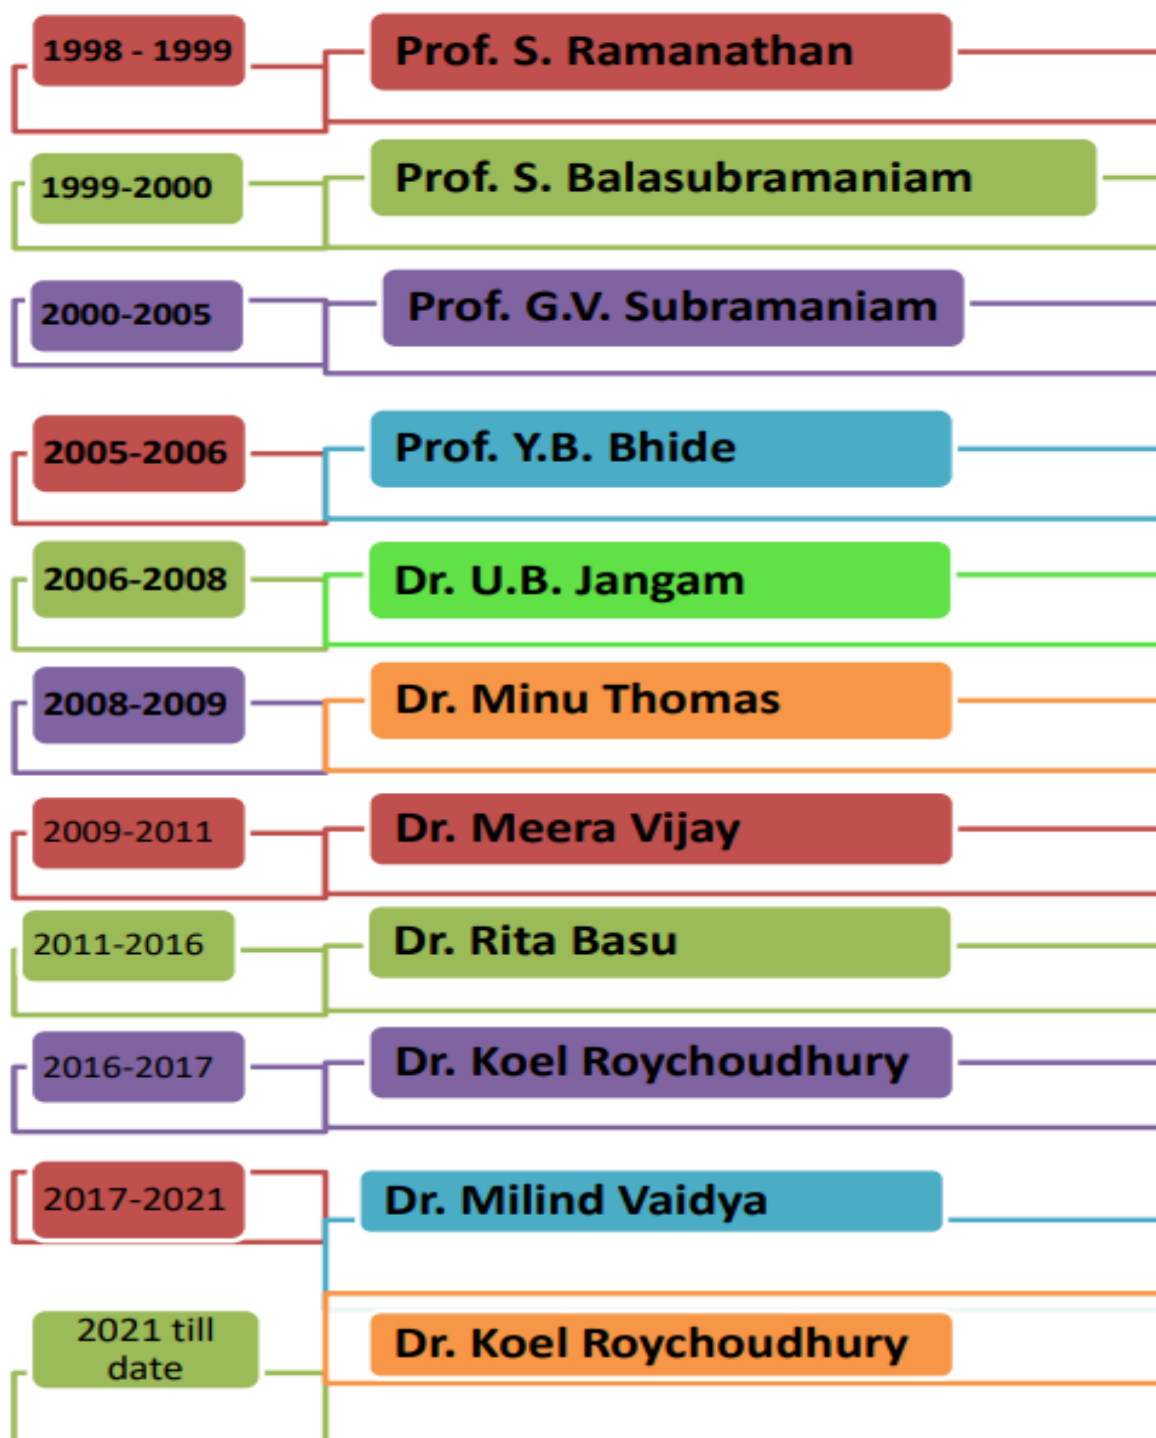 1998 - 1999
Prof. S. Ramanathan
1999-2000
Prof. S. Balasubramaniam
2000-2005
Prof. G.V. Subramaniam
2005-2006
Prof. Y.B. Bhide
2006-2008
Dr. U.B. Jangam
2008-2009
Dr. Minu Thomas
2009-2011
Dr. Meera Vijay
2011-2016
Dr. Rita Basu
2016-2017
Dr. Koel Roychoudhury
2017-2021
Dr. Milind Vaidya
2021 till
date
Dr. Koel Roychoudhury